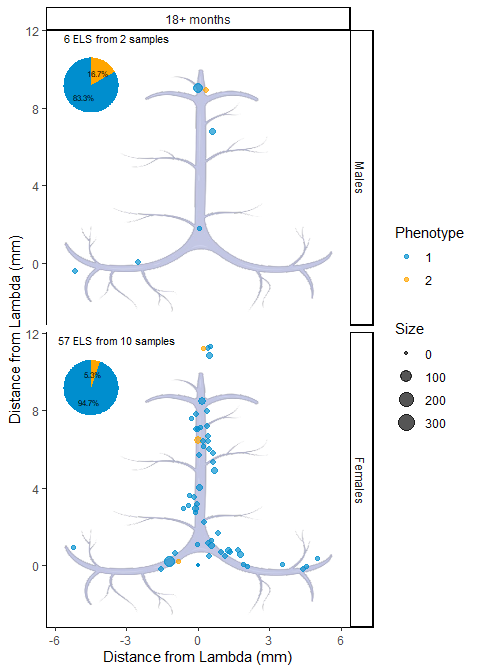 18+ months
12
6 ELS from 2 samples
16.7%
83.3%
8
4
0
Males
12
57 ELS from 10 samples
5.3%
94.7%
8
4
0
Females
-6 -3 0 3 6
Distance from Lambda (mm)
Distance from Lambda (mm)
Phenotype
1
2
Size
0
100
200
300